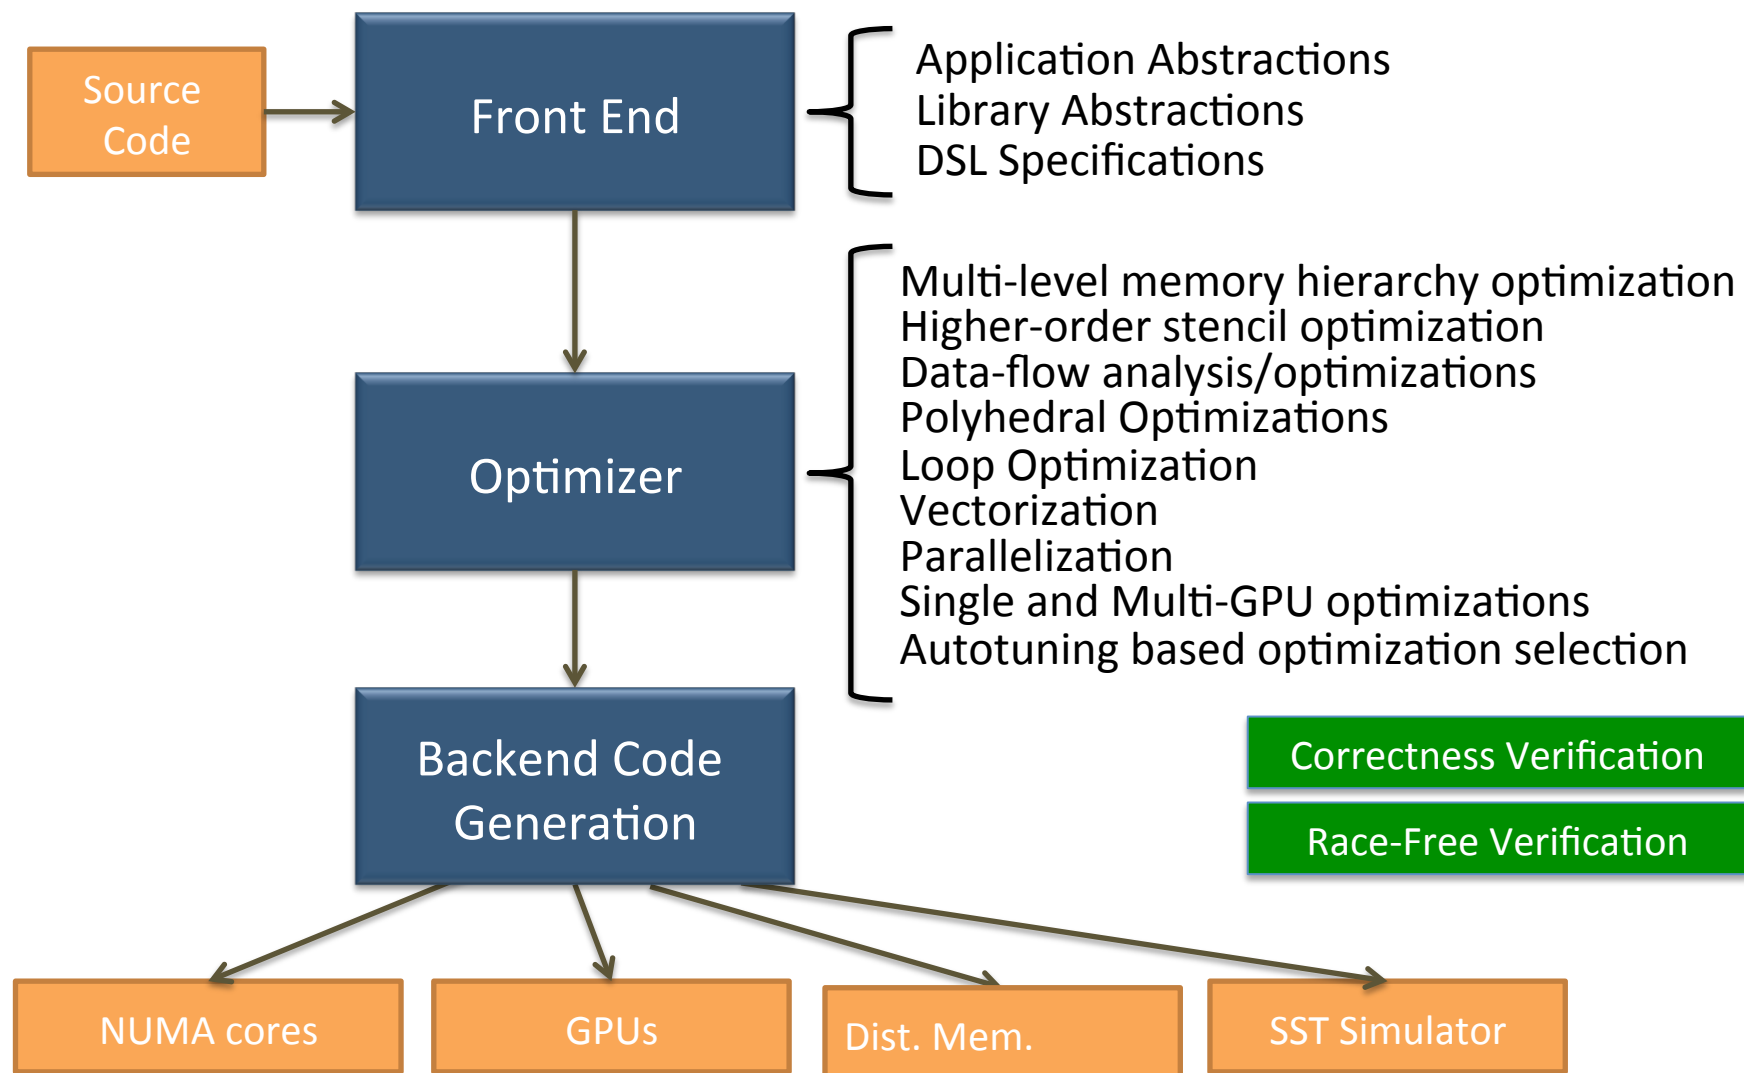 Source
Code
Front End
Application Abstractions
Library Abstractions
DSL Specifications
Optimizer
Multi-level memory hierarchy optimization
Higher-order stencil optimization
Data-flow analysis/optimizations
Polyhedral Optimizations
Loop Optimization
Vectorization
Parallelization
Single and Multi-GPU optimizations
Autotuning based optimization selection
Backend Code
Generation
Correctness Verification
Race-Free Verification
NUMA cores
GPUs
Dist. Mem.
SST Simulator